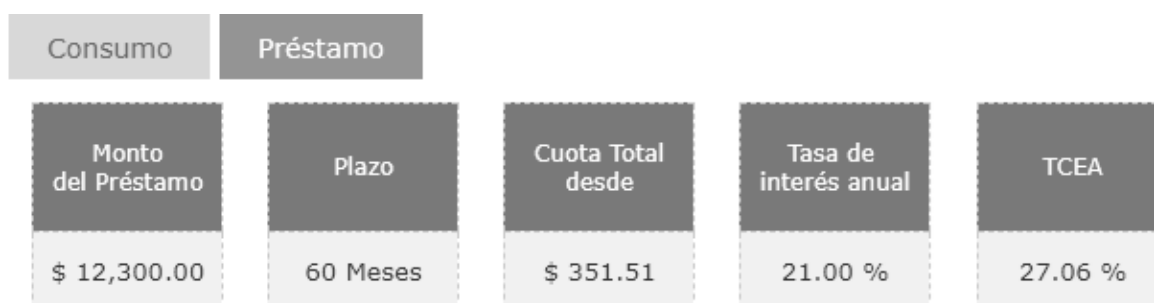 Consumo Préstamo
Monto
del Préstamo
Plazo
Cuota Total
desde
Tasa de
interés anual
TCEA
$ 12,300.00 60 Meses $ 351.51 21.00 % 27.06 %